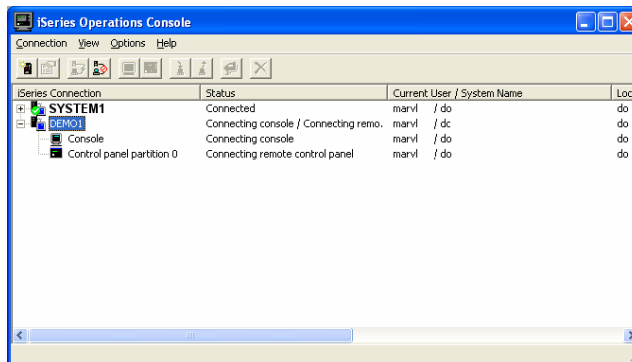 iSeries Operations Console
Connection View Options Help
iSeries Connection Status Current User / System Name Loc
SYSTEM1 Connected marvl / do do
DEMO1 Connecting console / Connecting remo. marvl / dc do
Console Connecting console marvl / do do
Control panel partition 0 Connecting remote control panel marvl / do do